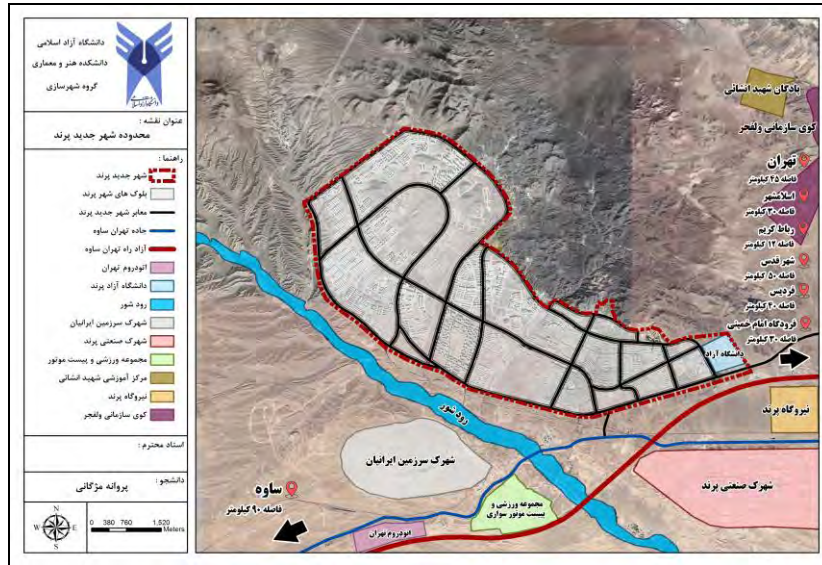 دانشگاه آزاد اسلامی
دانشکده هنر و معماری
گروه شهرسازی
عنوان نقشه :
محدوده شهر جدید پرند
راهنما :
شهر جدید پرند
بلوک های شهر پرند
معابر شهر جدید پرند
جاده تهران ساوه
آزاد راه تهران ساوه
اتودروم تهران
دانشگاه آزاد پرند
رود شور
شهرک سرزمین ایرانیان
شهرک صنعتی پرند
مجموعه ورزشی و پیست موتور
مرکز آموزشی شهید انشائی
نیروگاه پرند
کوی سازمانی ولفجر
استاد محترم :
دانشجو :
پروانه مژگانی
N
W
E
S
0 380 760 1,520
Meters
پادگان شهید انشائی
کوی سازمانی ولفجر
تهران
فاصله ۴۵ کیلومتر
اسلامشهر
فاصله ۳۰ کیلومتر
رباط کریم
فاصله ۱۲ کیلومتر
شهر قدس
فاصله ۵۰ کیلومتر
فردیس
فاصله ۴۰ کیلومتر
فرودگاه امام خمینی
فاصله ۳۰ کیلومتر
دانشگاه آزاد
نیروگاه پرند
رود شور
شهرک سرزمین ایرانیان
شهرک صنعتی پرند
ساوه
فاصله ۹۰ کیلومتر
مجموعه ورزشی و
پیست موتور سواری
اتودروم تهران